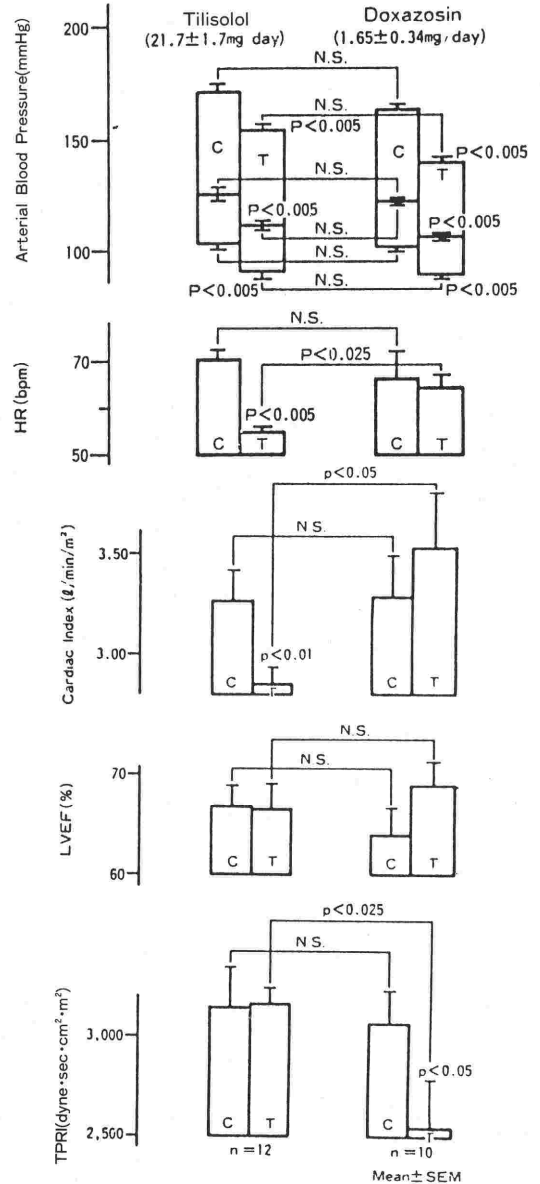 Tilisolol Doxazosin
(21.7±1.7mg day) (1.65±0.34mg/day)
Arterial Blood Pressure(mmHg)
200
150
100
N.S.
N.S.
P<0.005
C
T
C
T
P<0.005
N.S.
P<0.005
P<0.005
N.S.
N.S.
P<0.005
N.S.
P<0.005
HR(bpm)
70
50
N.S.
P<0.025
P<0.005
C
T
C
T
Cardiac Index (ℓ/min/m²)
3.50
3.00
p<0.05
N S.
p<0.01
C
T
C
T
LVEF(%)
70
60
N.S.
N.S.
C
T
C
T
TPRI(dyne·sec·cm²·m²)
3,000
2,500
p<0.025
N S.
p<0.05
C
T
C
T
n=12 n=10
Mean±SEM